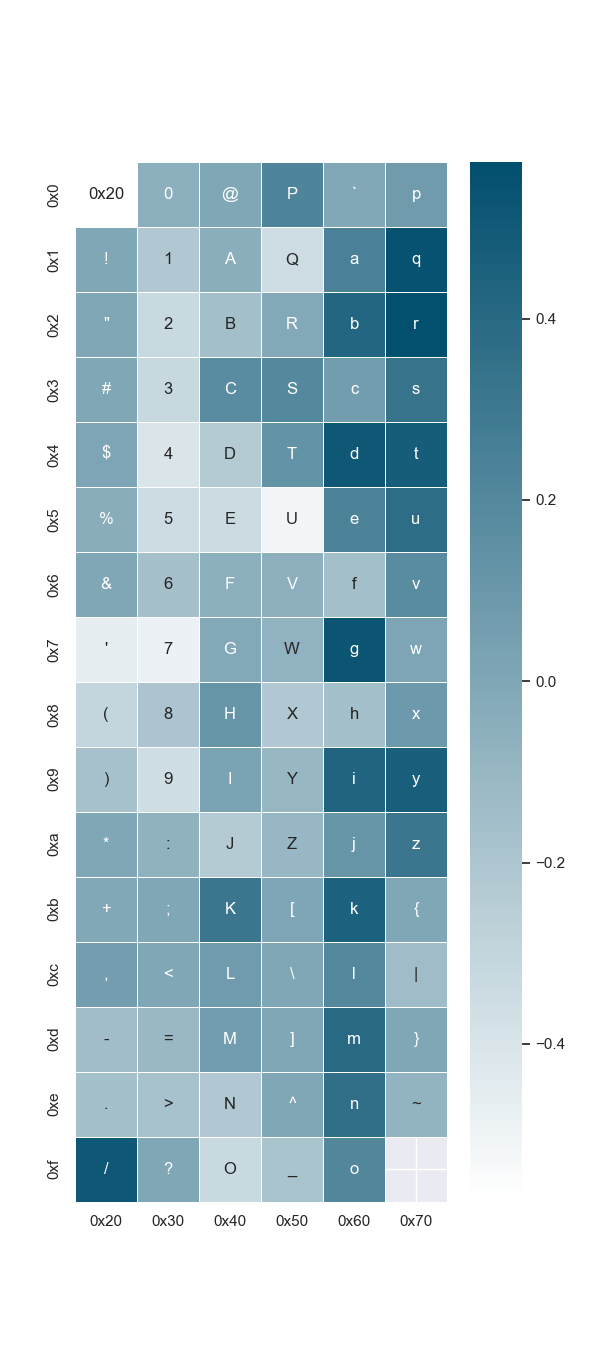 0x0 0x20 0 @ P ` p
0x1 ! 1 A Q a q
0x2 " 2 B R b r
0.4
0x3 # 3 C S c s
0x4 $ 4 D T d t
0.2
0x5 % 5 E U e u
0x6 & 6 F V f v
0x7 ' 7 G W g w
0.0
0x8 ( 8 H X h x
0x9 ) 9 I Y i y
0xa * : J Z j z
−0.2
0xb + ; K [ k {
0xc , < L \ l |
0xd - = M ] m }
−0.4
0xe . > N ^ n ~
0xf / ? O _ o
0x20 0x30 0x40 0x50 0x60 0x70